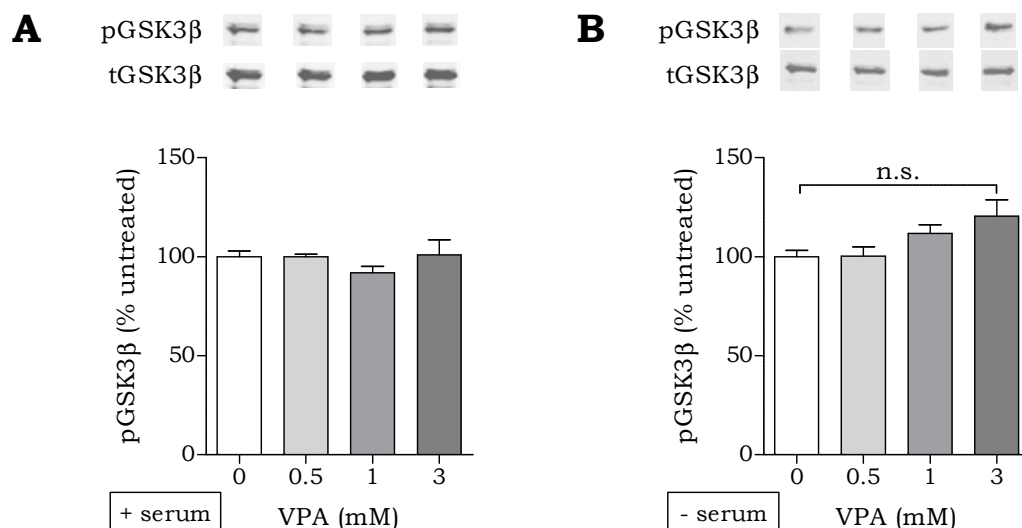 A
pGSK3β
tGSK3β
pGSK3β (% untreated)
150
100
50
0
0 0.5 1 3
+ serum
VPA (mM)
B
pGSK3β
tGSK3β
pGSK3β (% untreated)
150
100
50
0
n.s.
0 0.5 1 3
- serum
VPA (mM)